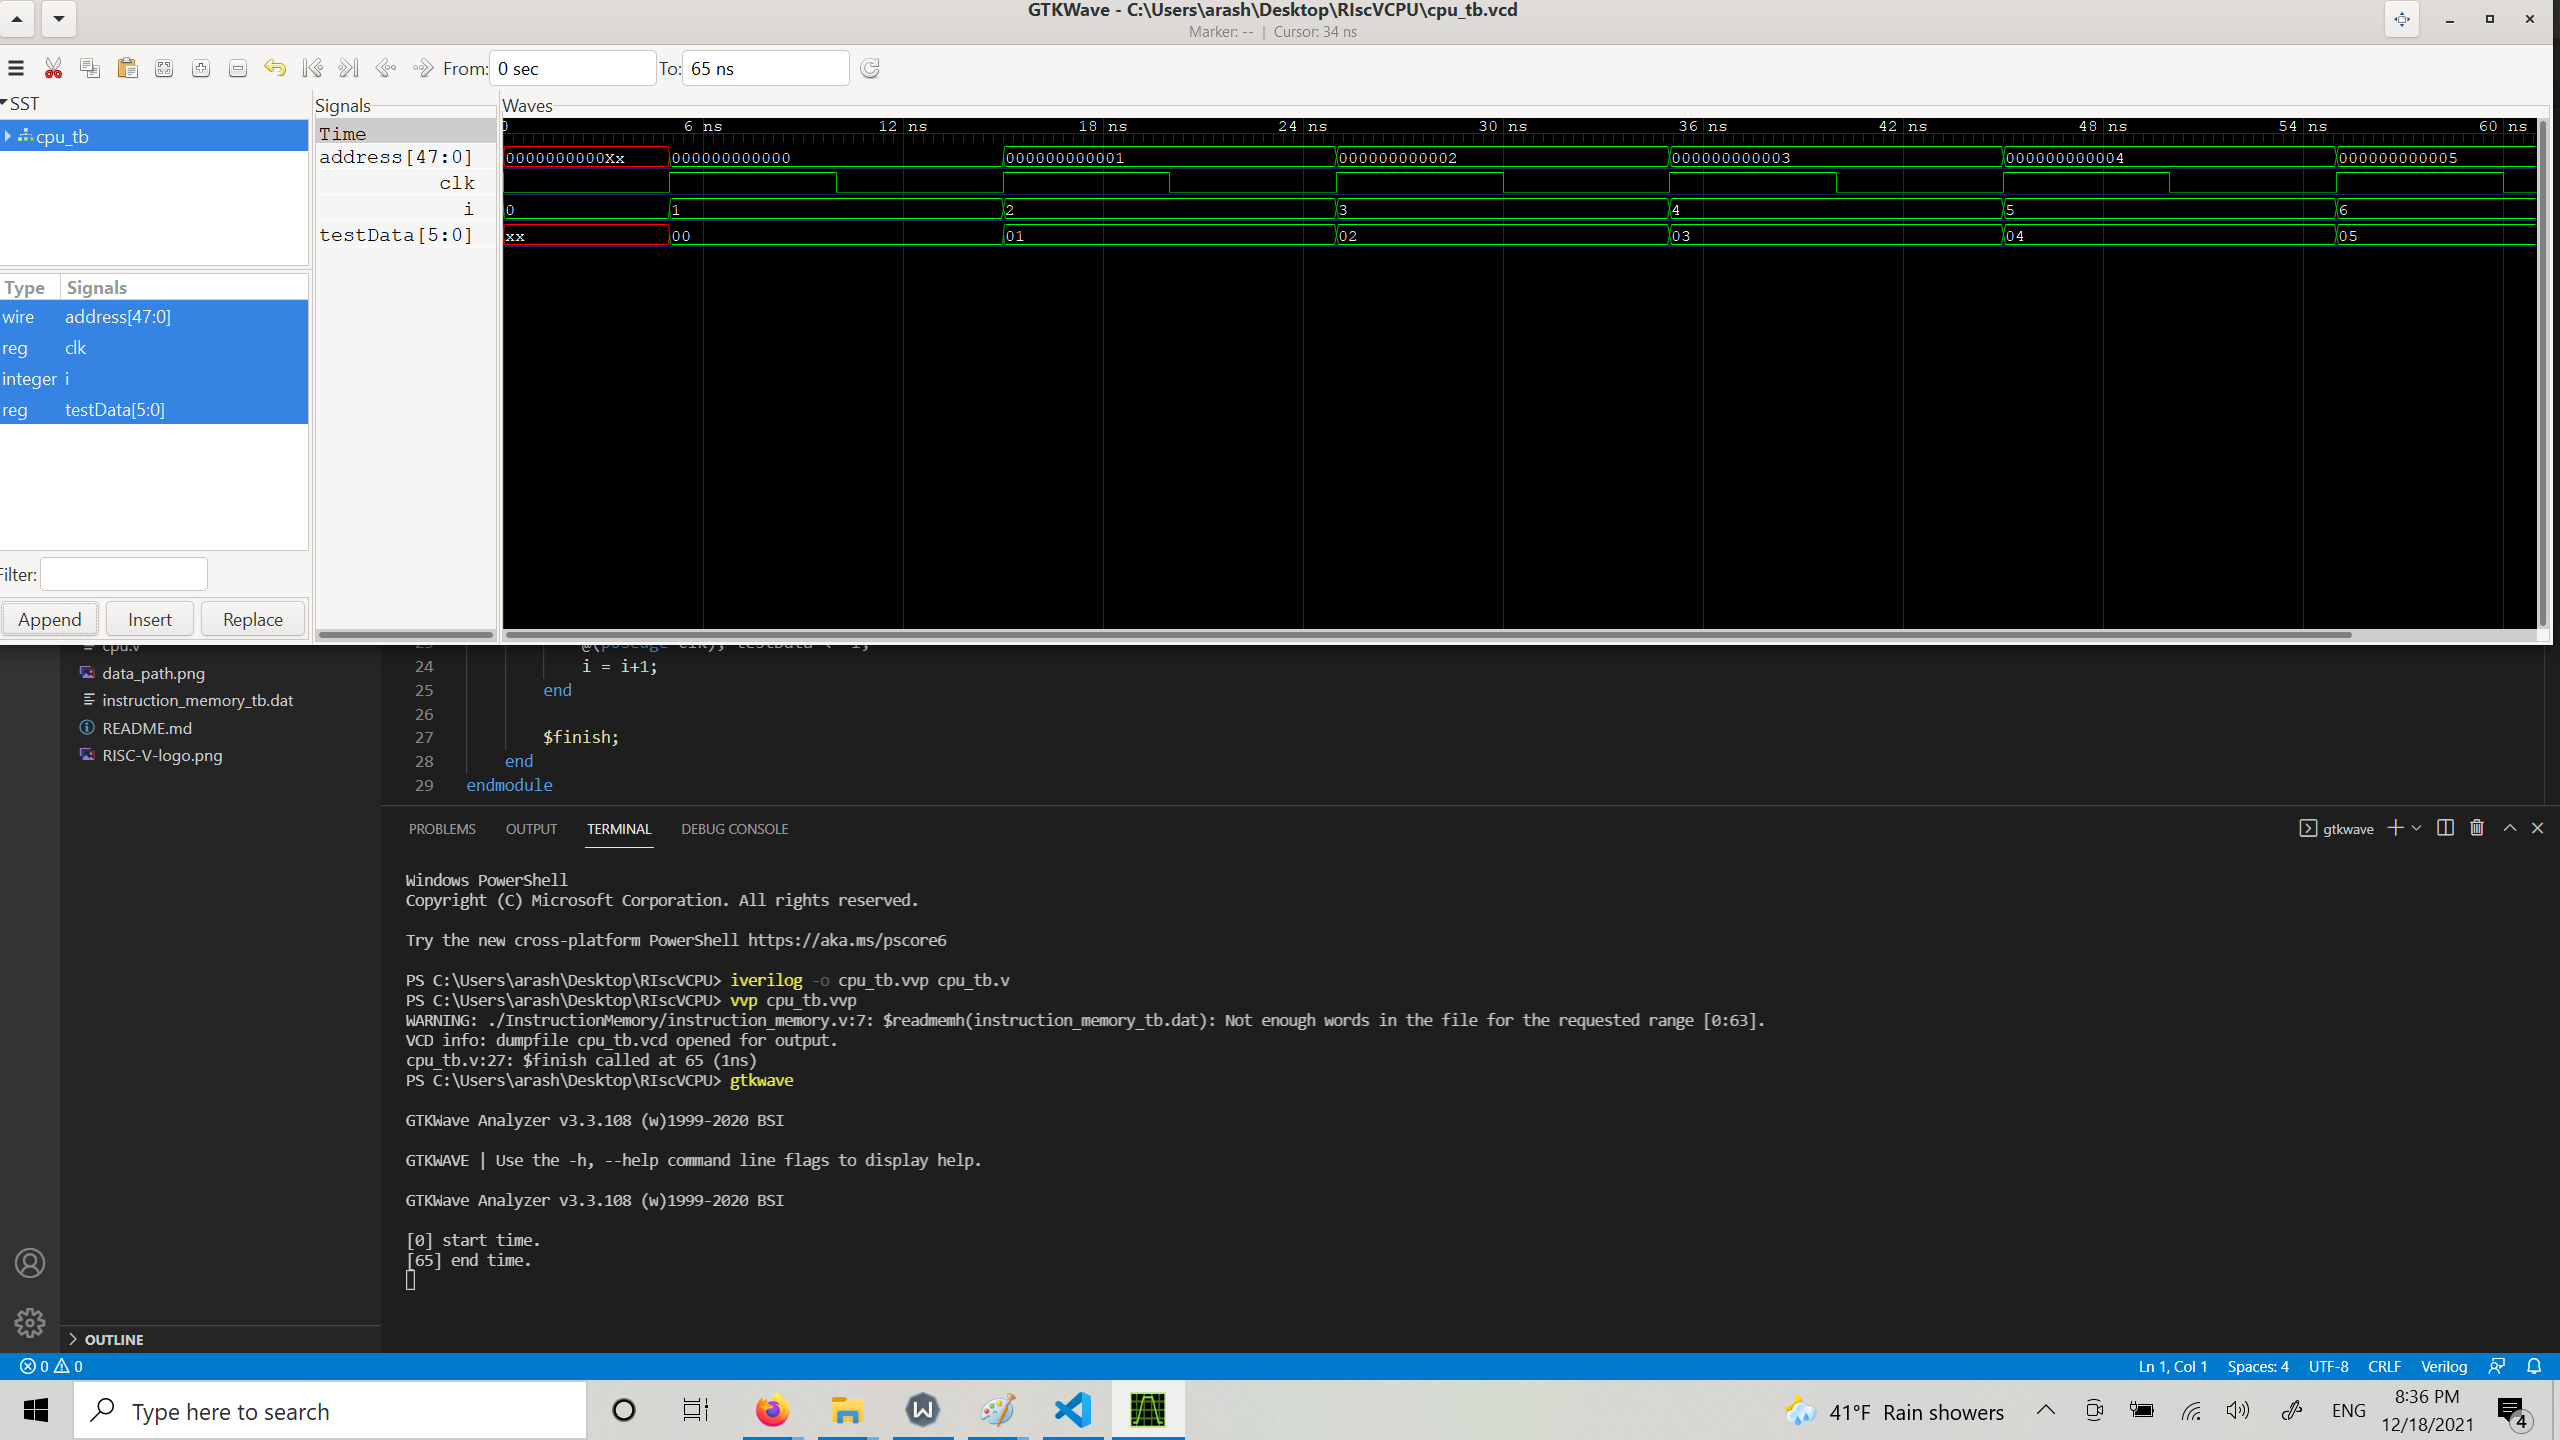 GTKWave - C:\Users\arash\Desktop\RIscVCPU\cpu_tb.vcd
Marker: -- | Cursor: 34 ns
From: 0 sec To: 65 ns
SST
cpu_tb
Type Signals
wire address[47:0]
reg clk
integer i
reg testData[5:0]
Filter:
Append Insert Replace
Signals
Time
address[47:0]
clk
i
testData[5:0]
Waves
0 6 ns 12 ns 18 ns 24 ns 30 ns 36 ns 42 ns 48 ns 54 ns 60 ns
0000000000Xx 000000000000 000000000001 000000000002 000000000003 000000000004 000000000005
0 1 2 3 4 5 6
xx 00 01 02 03 04 05
cpu.v
data_path.png
instruction_memory_tb.dat
README.md
RISC-V-logo.png
OUTLINE
24 i = i+1;
25 end
26
27 $finish;
28 end
29 endmodule
PROBLEMS OUTPUT TERMINAL DEBUG CONSOLE
gtkwave
Windows PowerShell
Copyright (C) Microsoft Corporation. All rights reserved.
Try the new cross-platform PowerShell https://aka.ms/pscore6
PS C:\Users\arash\Desktop\RIscVCPU> iverilog -o cpu_tb.vvp cpu_tb.v
PS C:\Users\arash\Desktop\RIscVCPU> vvp cpu_tb.vvp
WARNING: ./InstructionMemory/instruction_memory.v:7: $readmemh(instruction_memory_tb.dat): Not enough words in the file for the requested range [0:63].
VCD info: dumpfile cpu_tb.vcd opened for output.
cpu_tb.v:27: $finish called at 65 (1ns)
PS C:\Users\arash\Desktop\RIscVCPU> gtkwave
GTKWave Analyzer v3.3.108 (w)1999-2020 BSI
GTKWAVE | Use the -h, --help command line flags to display help.
GTKWave Analyzer v3.3.108 (w)1999-2020 BSI
[0] start time.
[65] end time.
0 0
Ln 1, Col 1 Spaces: 4 UTF-8 CRLF Verilog
Type here to search
41°F Rain showers
ENG
8:36 PM
12/18/2021
4